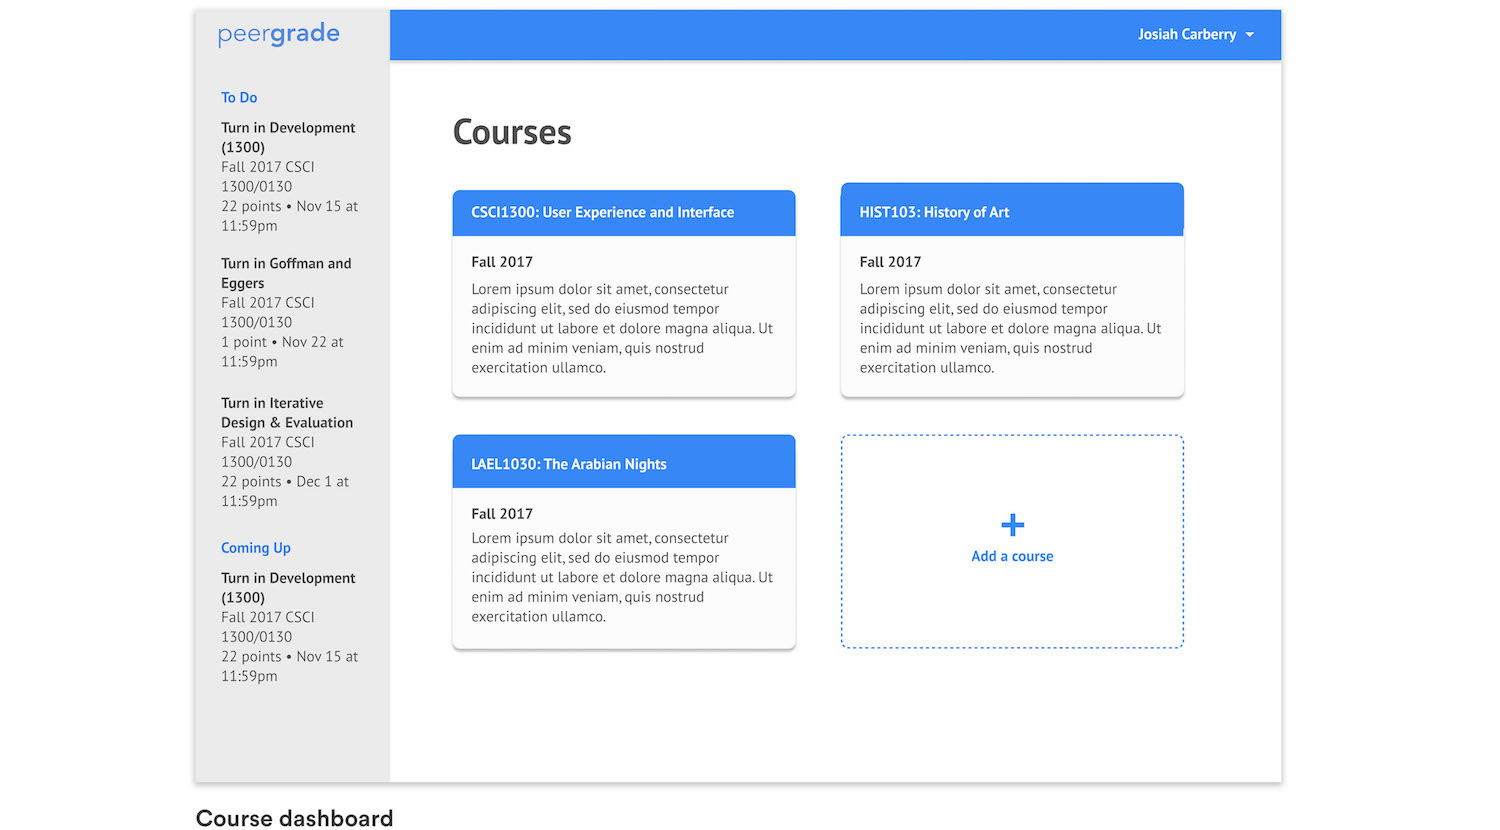 peergrade
Josiah Carberry
To Do
Turn in Development
(1300)
Fall 2017 CSCI
1300/0130
22 points • Nov 15 at
11:59pm
Turn in Goffman and
Eggers
Fall 2017 CSCI
1300/0130
1 point • Nov 22 at
11:59pm
Turn in Iterative
Design & Evaluation
Fall 2017 CSCI
1300/0130
22 points • Dec 1 at
11:59pm
Coming Up
Turn in Development
(1300)
Fall 2017 CSCI
1300/0130
22 points • Nov 15 at
11:59pm
Courses
CSCI1300: User Experience and Interface
Fall 2017
Lorem ipsum dolor sit amet, consectetur
adipiscing elit, sed do eiusmod tempor
incididunt ut labore et dolore magna aliqua. Ut
enim ad minim veniam, quis nostrud
exercitation ullamco.
HIST103: History of Art
Fall 2017
Lorem ipsum dolor sit amet, consectetur
adipiscing elit, sed do eiusmod tempor
incididunt ut labore et dolore magna aliqua. Ut
enim ad minim veniam, quis nostrud
exercitation ullamco.
LAEL1030: The Arabian Nights
Fall 2017
Lorem ipsum dolor sit amet, consectetur
adipiscing elit, sed do eiusmod tempor
incididunt ut labore et dolore magna aliqua. Ut
enim ad minim veniam, quis nostrud
exercitation ullamco.
Add a course
Course dashboard